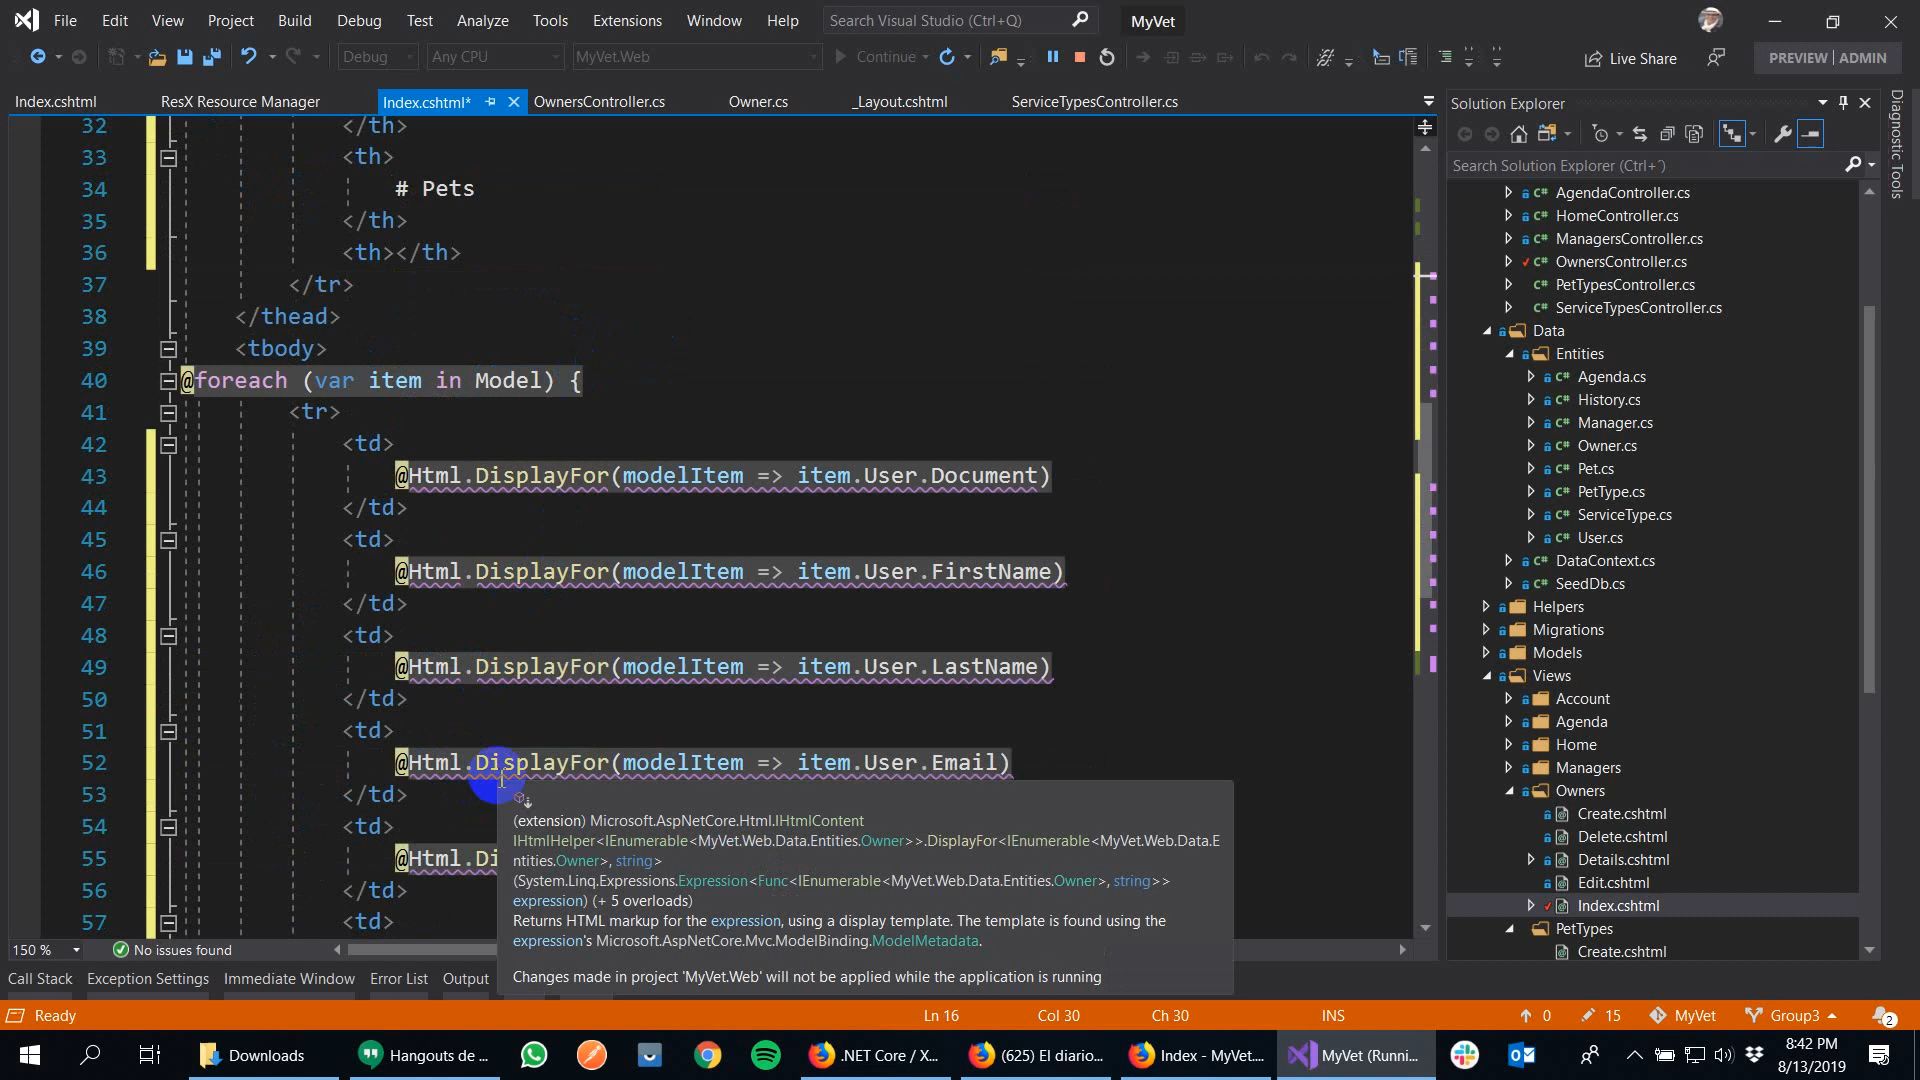 File Edit View Project Build Debug Test Analyze Tools Extensions Window Help Search Visual Studio (Ctrl+Q) MyVet
Debug Any CPU MyVet.Web Continue Live Share PREVIEW ADMIN
Index.cshtml ResX Resource Manager Index.cshtml* OwnersController.cs Owner.cs _Layout.cshtml ServiceTypesController.cs
32 </th>
33 <th>
34 # Pets
35 </th>
36 <th></th>
37 </tr>
38 </thead>
39 <tbody>
40 @foreach (var item in Model) {
41 <tr>
42 <td>
43 @Html.DisplayFor(modelItem => item.User.Document)
44 </td>
45 <td>
46 @Html.DisplayFor(modelItem => item.User.FirstName)
47 </td>
48 <td>
49 @Html.DisplayFor(modelItem => item.User.LastName)
50 </td>
51 <td>
52 @Html.DisplayFor(modelItem => item.User.Email)
53 </td>
54 <td>
55 @Html.Di
56 </td>
57 <td>
(extension) Microsoft.AspNetCore.Html.IHtmlContent
IHtmlHelper<IEnumerable<MyVet.Web.Data.Entities.Owner>>.DisplayFor<IEnumerable<MyVet.Web.Data.E
ntities.Owner>, string>
(System.Linq.Expressions.Expression<Func<IEnumerable<MyVet.Web.Data.Entities.Owner>, string>>
expression) (+ 5 overloads)
Returns HTML markup for the expression, using a display template. The template is found using the
expression's Microsoft.AspNetCore.Mvc.ModelBinding.ModelMetadata.
Changes made in project 'MyVet.Web' will not be applied while the application is running
150 % No issues found
Call Stack Exception Settings Immediate Window Error List Output
Solution Explorer
Search Solution Explorer (Ctrl+´)
C# AgendaController.cs
C# HomeController.cs
C# ManagersController.cs
C# OwnersController.cs
C# PetTypesController.cs
C# ServiceTypesController.cs
Data
Entities
C# Agenda.cs
C# History.cs
C# Manager.cs
C# Owner.cs
C# Pet.cs
C# PetType.cs
C# ServiceType.cs
C# User.cs
C# DataContext.cs
C# SeedDb.cs
Helpers
Migrations
Models
Views
Account
Agenda
Home
Managers
Owners
Create.cshtml
Delete.cshtml
Details.cshtml
Edit.cshtml
Index.cshtml
PetTypes
Create.cshtml
Diagnostic Tools
Ready Ln 16 Col 30 Ch 30 INS 0 15 MyVet Group3 2
Downloads Hangouts de ... .NET Core / X... (625) El diario... Index - MyVet... MyVet (Runni... 8:42 PM
8/13/2019